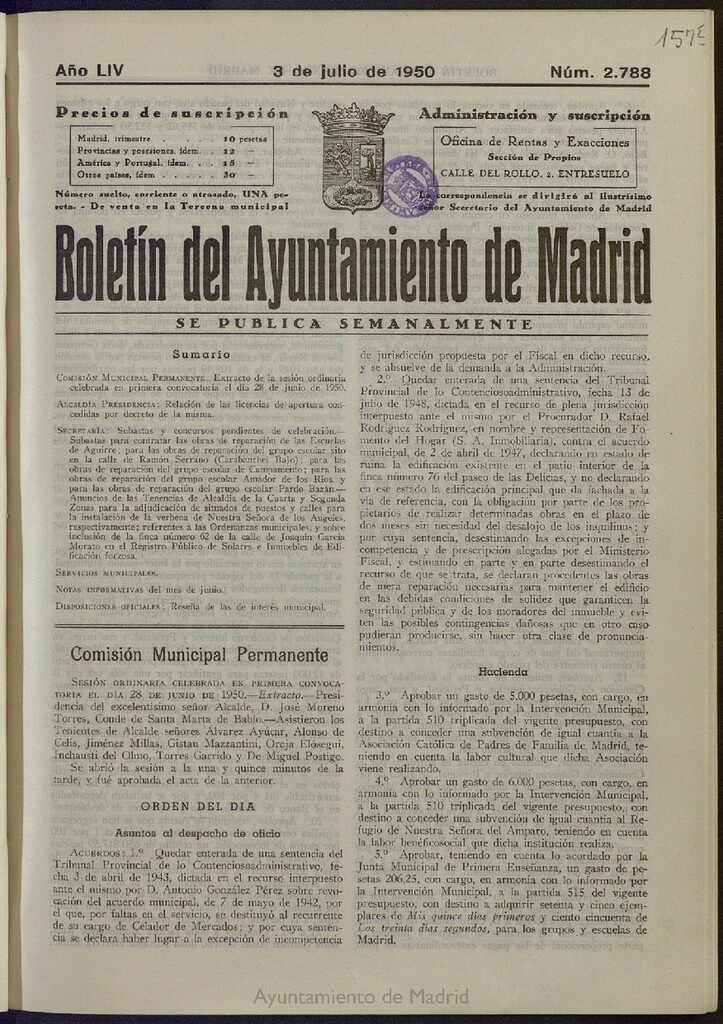 157ᴱ
Año LIV 3 de julio de 1950 Núm. 2.788
Precios de suscripción
Madrid, trimestre . . . . . 10 pesetas
Provincias y posesiones, ídem. . . 12 —
América y Portugal, ídem. . . 15 —
Otros países, ídem . . . . . 30 —
Número suelto, corriente o atrasado, UNA pe-
seta. - De venta en la Tercena municipal
Administración y suscripción
Oficina de Rentas y Exacciones
Sección de Propios
CALLE DEL ROLLO, 2, ENTRESUELO
La correspondencia se dirigirá al ilustrísimo
señor Secretario del Ayuntamiento de Madrid
Boletín del Ayuntamiento de Madrid
SE PUBLICA SEMANALMENTE
Sumario
COMISIÓN MUNICIPAL PERMANENTE: Extracto de la sesión ordinaria
celebrada en primera convocatoria el día 28 de junio de 1950.
ALCALDÍA PRESIDENCIA: Relación de las licencias de apertura con-
cedidas por decreto de la misma.
SECRETARÍA: Subastas y concursos pendientes de celebración.—
Subastas para contratar las obras de reparación de las Escuelas
de Aguirre; para las obras de reparación del grupo escolar sito
en la calle de Ramón Serrano (Carabanchel Bajo); para las
obras de reparación del grupo escolar de Campamento; para las
obras de reparación del grupo escolar Amador de los Ríos, y
para las obras de reparación del grupo escolar Pardo Bazán.—
Anuncios de las Tenencias de Alcaldía de la Cuarta y Segunda
Zonas para la adjudicación de situados de puestos y calles para
la instalación de la verbena de Nuestra Señora de los Angeles,
respectivamente; referentes a las Ordenanzas municipales, y sobre
inclusión de la finca número 62 de la calle de Joaquín García
Morato en el Registro Público de Solares e Inmuebles de Edi-
ficación forzosa.
SERVICIOS MUNICIPALES.
NOTAS INFORMATIVAS del mes de junio.
DISPOSICIONES OFICIALES: Reseña de las de interés municipal.
Comisión Municipal Permanente
SESIÓN ORDINARIA CELEBRADA EN PRIMERA CONVOCA-
TORIA EL DÍA 28 DE JUNIO DE 1950.—Extracto.—Presi-
dencia del excelentísimo señor Alcalde, D. José Moreno
Torres, Conde de Santa Marta de Babío.—Asistieron los
Tenientes de Alcalde señores Alvarez Ayúcar, Alonso de
Celis, Jiménez Millas, Gistau Mazzantini, Oreja Elósegui,
Inchausti del Olmo, Torres Garrido y De Miguel Postigo.
Se abrió la sesión a la una y quince minutos de la
tarde, y fué aprobada el acta de la anterior.
ORDEN DEL DIA
Asuntos al despacho de oficio
ACUERDOS: 1.º Quedar enterada de una sentencia del
Tribunal Provincial de lo Contenciosoadministrativo, fe-
cha 3 de abril de 1943, dictada en el recurso interpuesto
ante el mismo por D. Antonio González Pérez sobre revo-
cación del acuerdo municipal, de 7 de mayo de 1942, por
el que, por faltas en el servicio, se destituyó al recurrente
de su cargo de Celador de Mercados; y por cuya senten-
cia se declara haber lugar a la excepción de incompetencia
de jurisdicción propuesta por el Fiscal en dicho recurso,
y se absuelve de la demanda a la Administración.
2.º Quedar enterada de una sentencia del Tribunal
Provincial de lo Contenciosoadministrativo, fecha 13 de
julio de 1948, dictada en el recurso de plena jurisdicción
interpuesto ante el mismo por el Procurador D. Rafael
Rodríguez Rodríguez, en nombre y representación de Fo-
mento del Hogar (S. A. Inmobiliaria), contra el acuerdo
municipal, de 2 de abril de 1947, declarando en estado de
ruina la edificación existente en el patio interior de la
finca número 76 del paseo de las Delicias, y no declarando
en ese estado la edificación principal que da fachada a la
vía de referencia, con la obligación por parte de los pro-
pietarios de realizar determinadas obras en el plazo de
dos meses sin necesidad del desalojo de los inquilinos; y
por cuya sentencia, desestimando las excepciones de in-
competencia y de prescripción alegadas por el Ministerio
Fiscal, y estimando en parte y en parte desestimando el
recurso de que se trata, se declaran procedentes las obras
de mera reparación necesarias para mantener el edificio
en las debidas condiciones de solidez que garanticen la
seguridad pública y de los moradores del inmueble y evi-
ten las posibles contingencias dañosas que en otro caso
pudieran producirse, sin hacer otra clase de pronuncia-
mientos.
Hacienda
3.º Aprobar un gasto de 5.000 pesetas, con cargo, en
armonía con lo informado por la Intervención Municipal,
a la partida 510 triplicada del vigente presupuesto, con
destino a conceder una subvención de igual cuantía a la
Asociación Católica de Padres de Familia de Madrid, te-
niendo en cuenta la labor cultural que dicha Asociación
viene realizando.
4.º Aprobar un gasto de 6.000 pesetas, con cargo, en
armonía con lo informado por la Intervención Municipal,
a la partida 510 triplicada del vigente presupuesto, con
destino a conceder una subvención de igual cuantía al Re-
fugio de Nuestra Señora del Amparo, teniendo en cuenta
la labor benéficosocial que dicha institución realiza.
5.º Aprobar, teniendo en cuenta lo acordado por la
Junta Municipal de Primera Enseñanza, un gasto de pe-
setas 206,25, con cargo, en armonía con lo informado por
la Intervención Municipal, a la partida 515 del vigente
presupuesto, con destino a adquirir setenta y cinco ejem-
plares de Mis quince días primeros y ciento cincuenta de
Los treinta días segundos, para los grupos y escuelas de
Madrid.
Ayuntamiento de Madrid